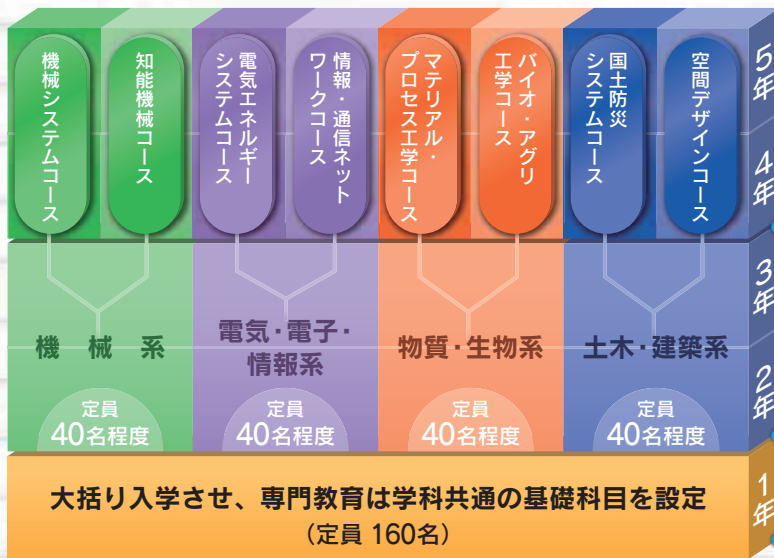 機械システムコース
知能機械コース
電気エネルギー
システムコース
情報・通信ネット
ワークコース
マテリアル・
プロセス工学コース
バイオ・アグリ
工学コース
国土防災
システムコース
空間デザインコース
5年
4年
3年
機械系
電気・電子・
情報系
物質・生物系
土木・建築系
2年
定員
40名程度
定員
40名程度
定員
40名程度
定員
40名程度
大括り入学させ、専門教育は学科共通の基礎科目を設定
（定員 160名）
1年